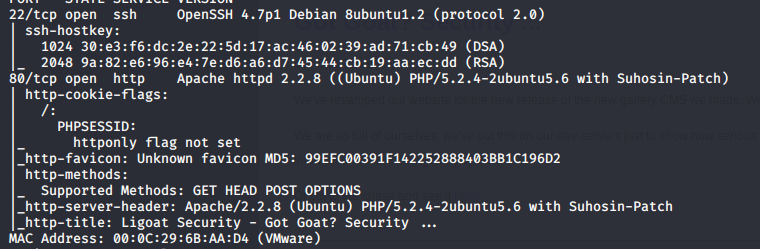 PORT STATE SERVICE VERSION
22/tcp open ssh OpenSSH 4.7p1 Debian 8ubuntu1.2 (protocol 2.0)
| ssh-hostkey:
| 1024 30:e3:f6:dc:2e:22:5d:17:ac:46:02:39:ad:71:cb:49 (DSA)
|_ 2048 9a:82:e6:96:e4:7e:d6:a6:d7:45:44:cb:19:aa:ec:dd (RSA)
80/tcp open http Apache httpd 2.2.8 ((Ubuntu) PHP/5.2.4-2ubuntu5.6 with Suhosin-Patch)
| http-cookie-flags:
| /:
| PHPSESSID:
|_ httponly flag not set
|_http-favicon: Unknown favicon MD5: 99EFC00391F142252888403BB1C196D2
| http-methods:
|_ Supported Methods: GET HEAD POST OPTIONS
|_http-server-header: Apache/2.2.8 (Ubuntu) PHP/5.2.4-2ubuntu5.6 with Suhosin-Patch
|_http-title: Ligoat Security - Got Goat? Security ...
MAC Address: 00:0C:29:6B:AA:D4 (VMware)